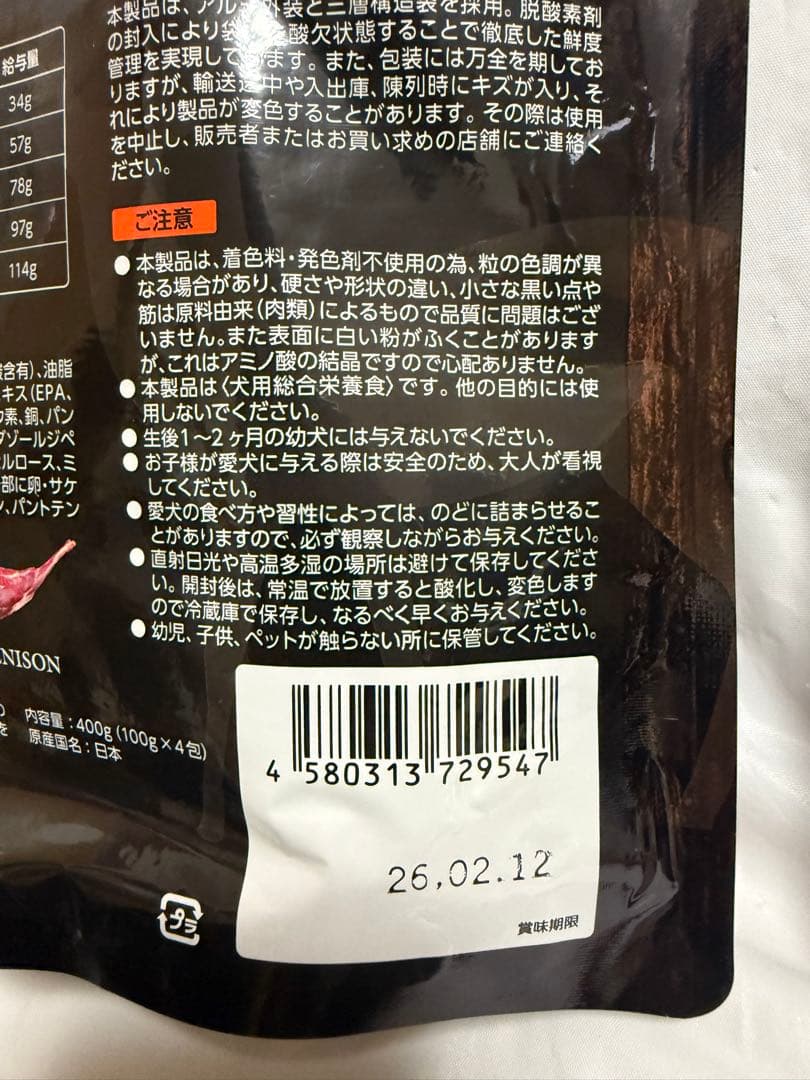 本製品は、アルミ外装と三層構造袋を採用。脱酸素剤
の封入により袋 酸欠状態することで徹底した鮮度
管理を実現して ます。また、包装には万全を期してお
りますが、輸送途中や入出庫、陳列時にキズが入り、そ
れにより製品が変色することがあります。その際は使用
を中止し、販売者またはお買い求めの店舗にご連絡く
ださい。
給与量
34g
57g
78g
97g
114g
ご注意
●本製品は、着色料・発色剤不使用の為、粒の色調が異
なる場合があり、硬さや形状の違い、小さな黒い点や
筋は原料由来(肉類)によるもので品質に問題はござ
いません。また表面に白い粉がふくことがあります
が、これはアミノ酸の結晶ですので心配ありません。
●本製品は〈犬用総合栄養食〉です。他の目的には使
用しないでください。
●生後1〜2ヶ月の幼犬には与えないでください。
●お子様が愛犬に与える際は安全のため、大人が看視
してください。
●愛犬の食べ方や習性によっては、のどに詰まらせるこ
とがありますので、必ず観察しながらお与えください。
●直射日光や高温多湿の場所は避けて保存してくださ
い。開封後は、常温で放置すると酸化し、変色します
ので冷蔵庫で保存し、なるべく早くお与えください。
●幼児、子供、ペットが触らない所に保管してください。
含有)、油脂
キス(EPA、
素、銅、パン
ゾールジペ
ルロース、ミ
部に卵・サケ
、パントテン
ENISON
内容量：400g(100g×4包)
を 原産国名：日本
4 580313 729547
26.02.12
賞味期限
プラ